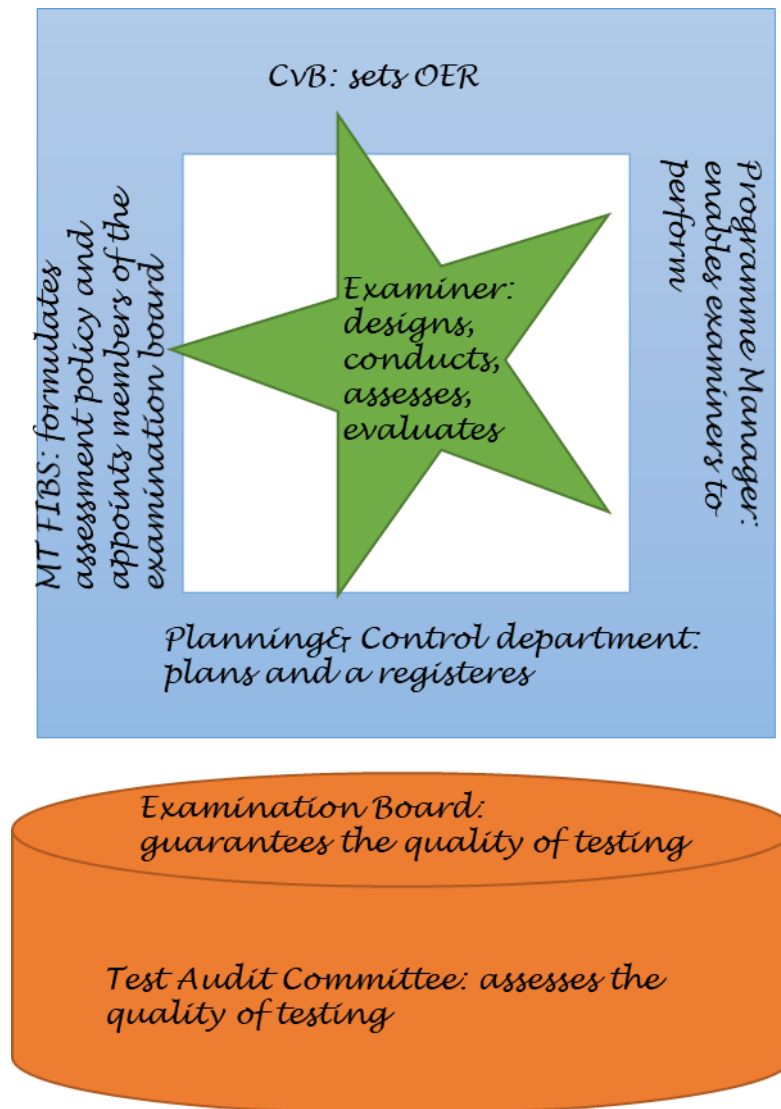 CvB: sets OER
MT FIBS: formulates
assessment policy and
appoints members of the
examination board
Examiner:
designs,
conducts,
assesses,
evaluates
Programme Manager:
enables examiners to
perform
Planning& Control department:
plans and a registeres
Examination Board:
guarantees the quality of testing
Test Audit Committee: assesses the
quality of testing